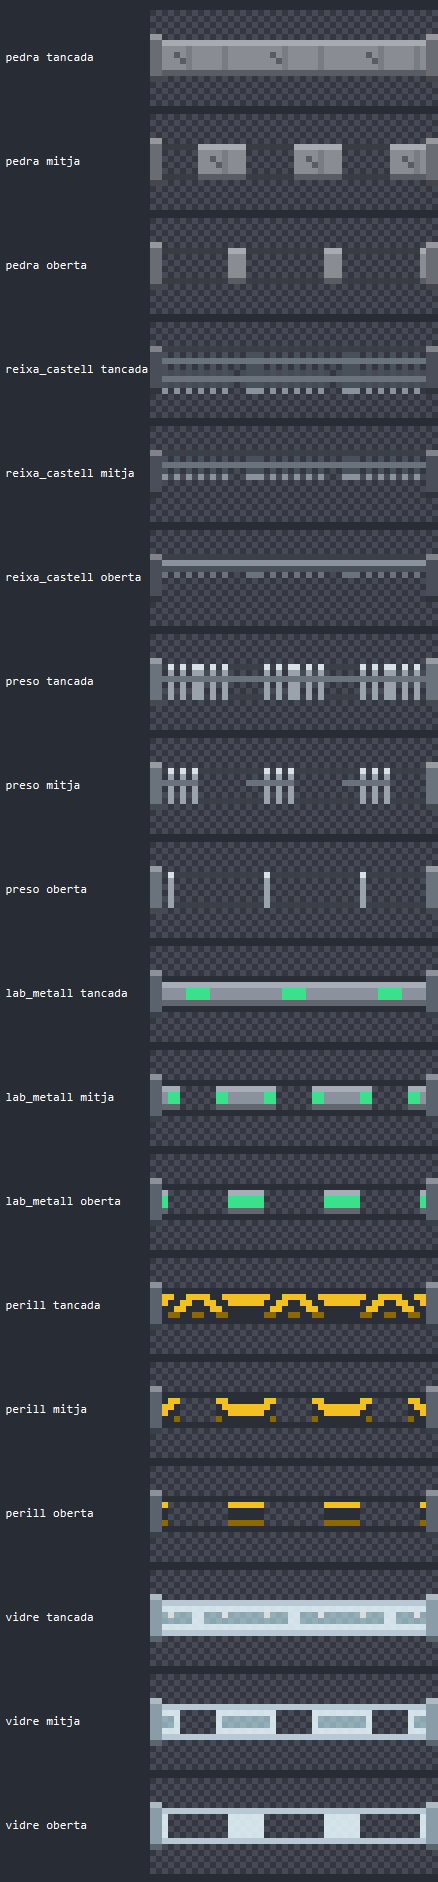 pedra tancada
pedra mitja
pedra oberta
reixa_castell tancada
reixa_castell mitja
reixa_castell oberta
preso tancada
preso mitja
preso oberta
lab_metall tancada
lab_metall mitja
lab_metall oberta
perill tancada
perill mitja
perill oberta
vidre tancada
vidre mitja
vidre oberta